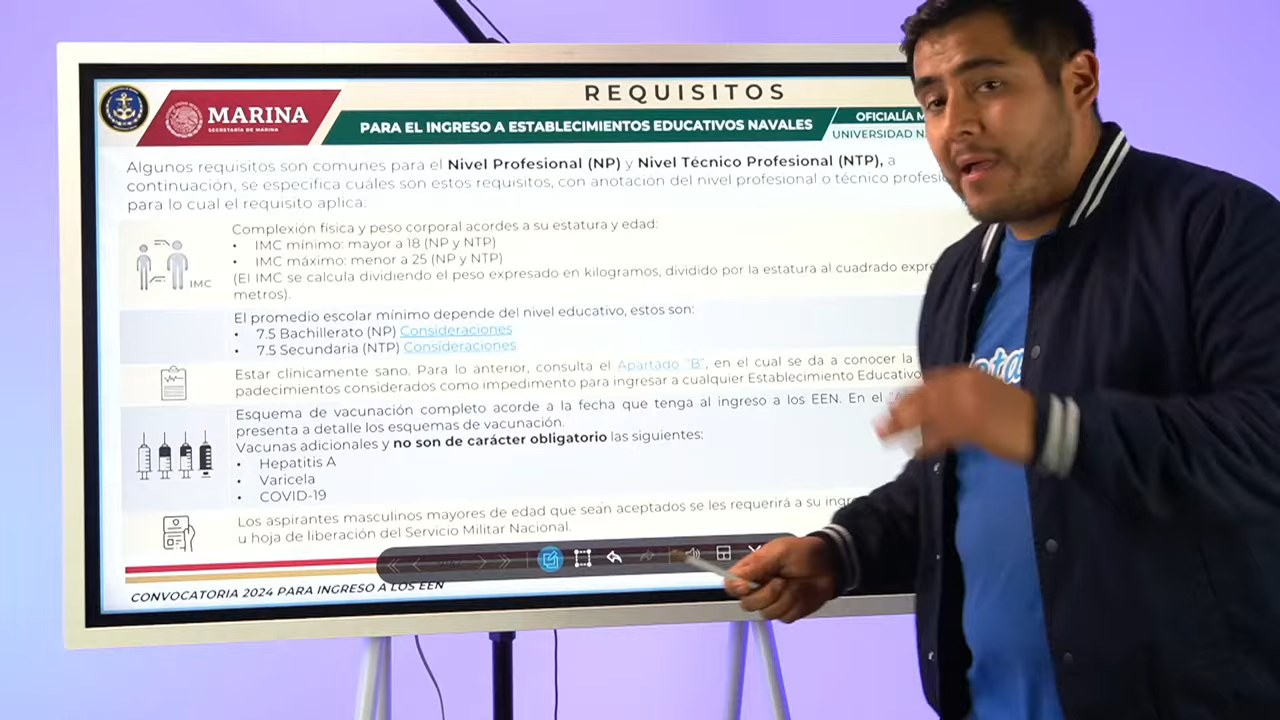 REQUISITOS
MARINA
SECRETARÍA DE MARINA
PARA EL INGRESO A ESTABLECIMIENTOS EDUCATIVOS NAVALES
OFICIALÍA M
UNIVERSIDAD N
Algunos requisitos son comunes para el Nivel Profesional (NP) y Nivel Técnico Profesional (NTP), a
continuación, se especifica cuáles son estos requisitos, con anotación del nivel profesional o técnico profesi
para lo cual el requisito aplica:
Complexión física y peso corporal acordes a su estatura y edad:
• IMC mínimo: mayor a 18 (NP y NTP)
• IMC máximo: menor a 25 (NP y NTP)
(El IMC se calcula dividiendo el peso expresado en kilogramos, dividido por la estatura al cuadrado expre
metros).
IMC
El promedio escolar mínimo depende del nivel educativo, estos son:
• 7.5 Bachillerato (NP) Consideraciones
• 7.5 Secundaria (NTP) Consideraciones
Estar clínicamente sano. Para lo anterior, consulta el Apartado "B", en el cual se da a conocer la
padecimientos considerados como impedimento para ingresar a cualquier Establecimiento Educativo
Esquema de vacunación completo acorde a la fecha que tenga al ingreso a los EEN. En el "A
presenta a detalle los esquemas de vacunación.
Vacunas adicionales y no son de carácter obligatorio las siguientes:
• Hepatitis A
• Varicela
• COVID-19
Los aspirantes masculinos mayores de edad que sean aceptados se les requerirá a su ingr
u hoja de liberación del Servicio Militar Nacional.
CONVOCATORIA 2024 PARA INGRESO A LOS EEN